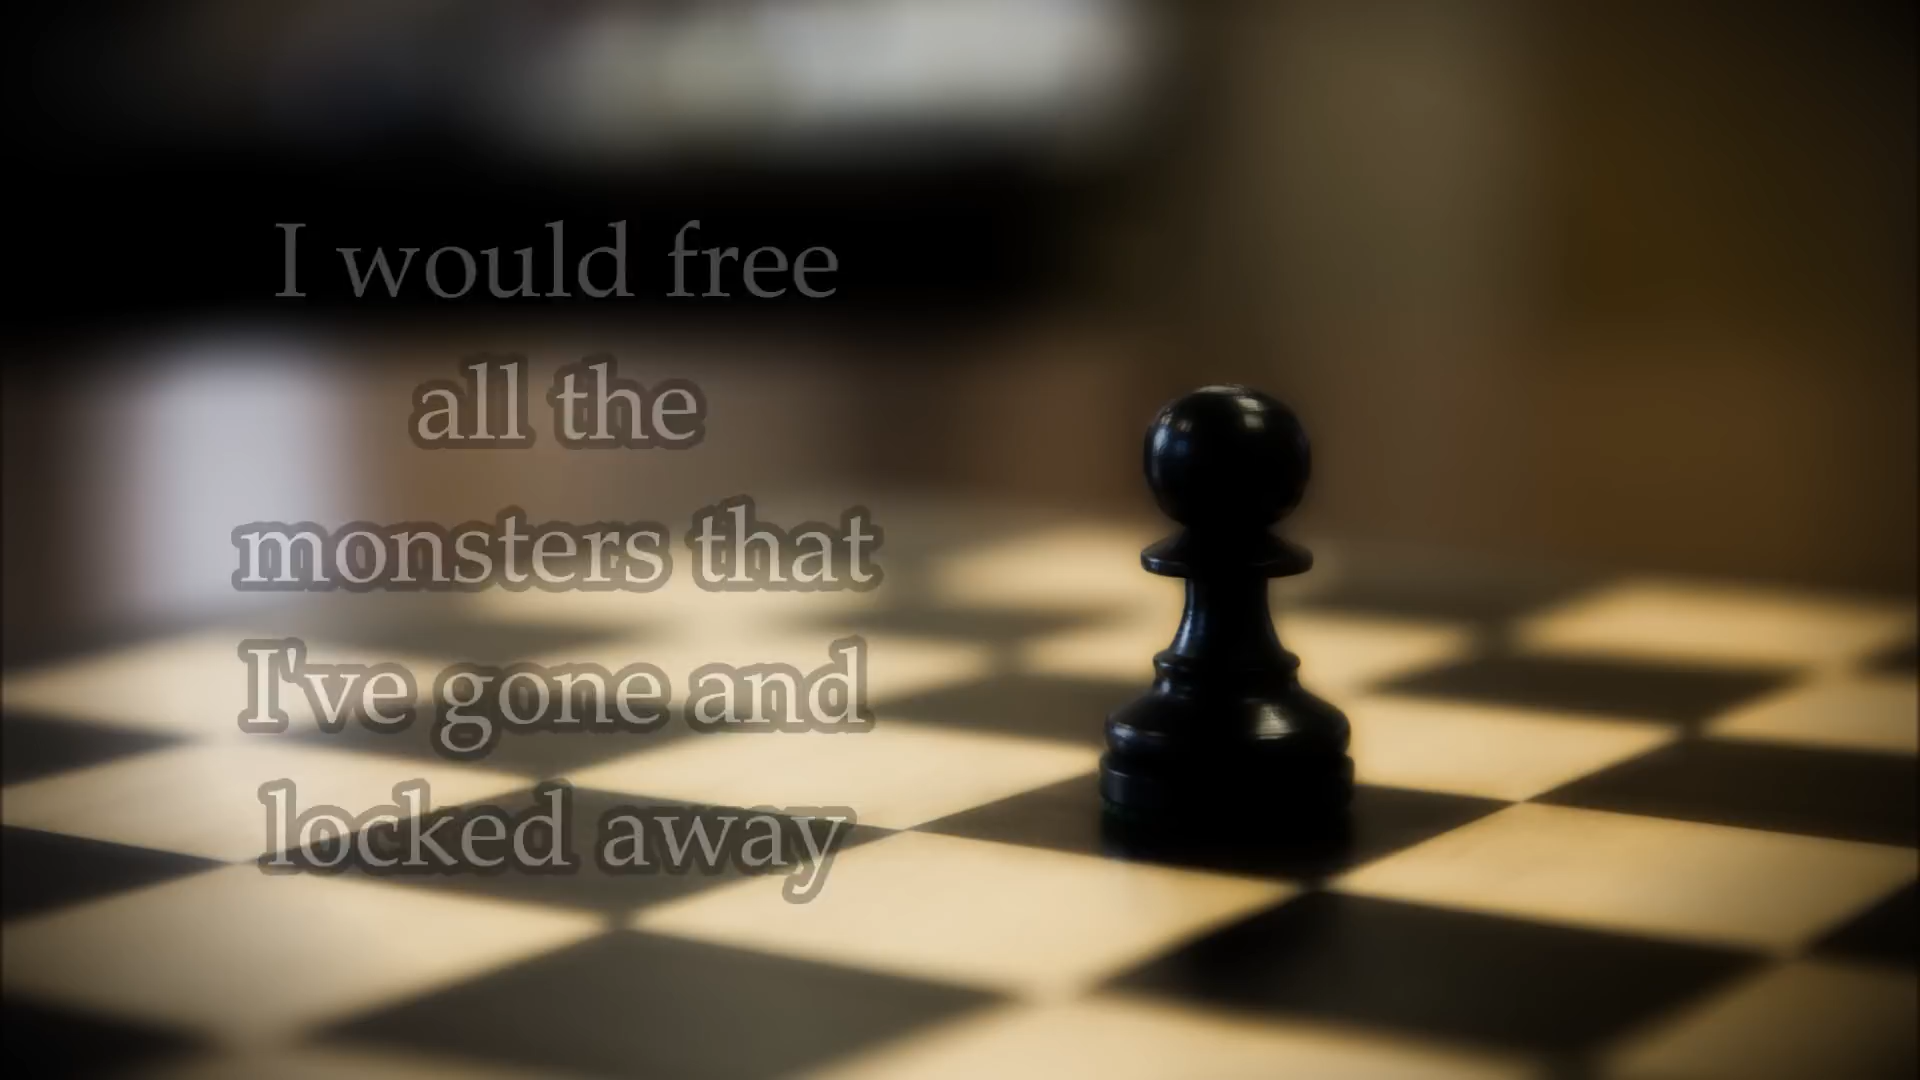 I would free
all the
monsters that
I've gone and
locked away